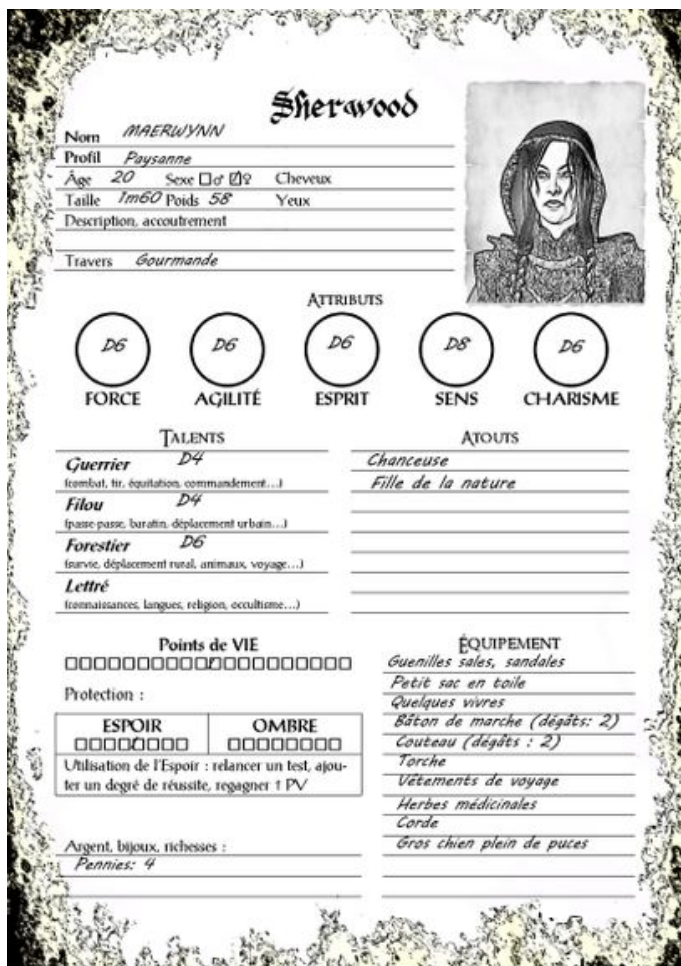 Sherwood
Nom MAERWYNN
Profil Paysanne
Âge 20 Sexe ♂ ♀ Cheveux
Taille 1m60 Poids 58 Yeux
Description, accoutrement
Travers Gourmande
ATTRIBUTS
D6 D6 D6 D8 D6
FORCE AGILITÉ ESPRIT SENS CHARISME
TALENTS
Guerrier D4
(combat, tir, équitation, commandement…)
Filou D4
(passe-passe, baratin, déplacement urbain…)
Forestier D6
(survie, déplacement rural, animaux, voyage…)
Lettré
(connaissances, langues, religion, occultisme…)
ATOUTS
Chanceuse
Fille de la nature
Points de VIE
Protection :
ESPOIR OMBRE
Utilisation de l'Espoir : relancer un test, ajou-
ter un degré de réussite, regagner 1 PV
Argent, bijoux, richesses :
Pennies: 4
ÉQUIPEMENT
Guenilles sales, sandales
Petit sac en toile
Quelques vivres
Bâton de marche (dégâts: 2)
Couteau (dégâts : 2)
Torche
Vêtements de voyage
Herbes médicinales
Corde
Gros chien plein de puces